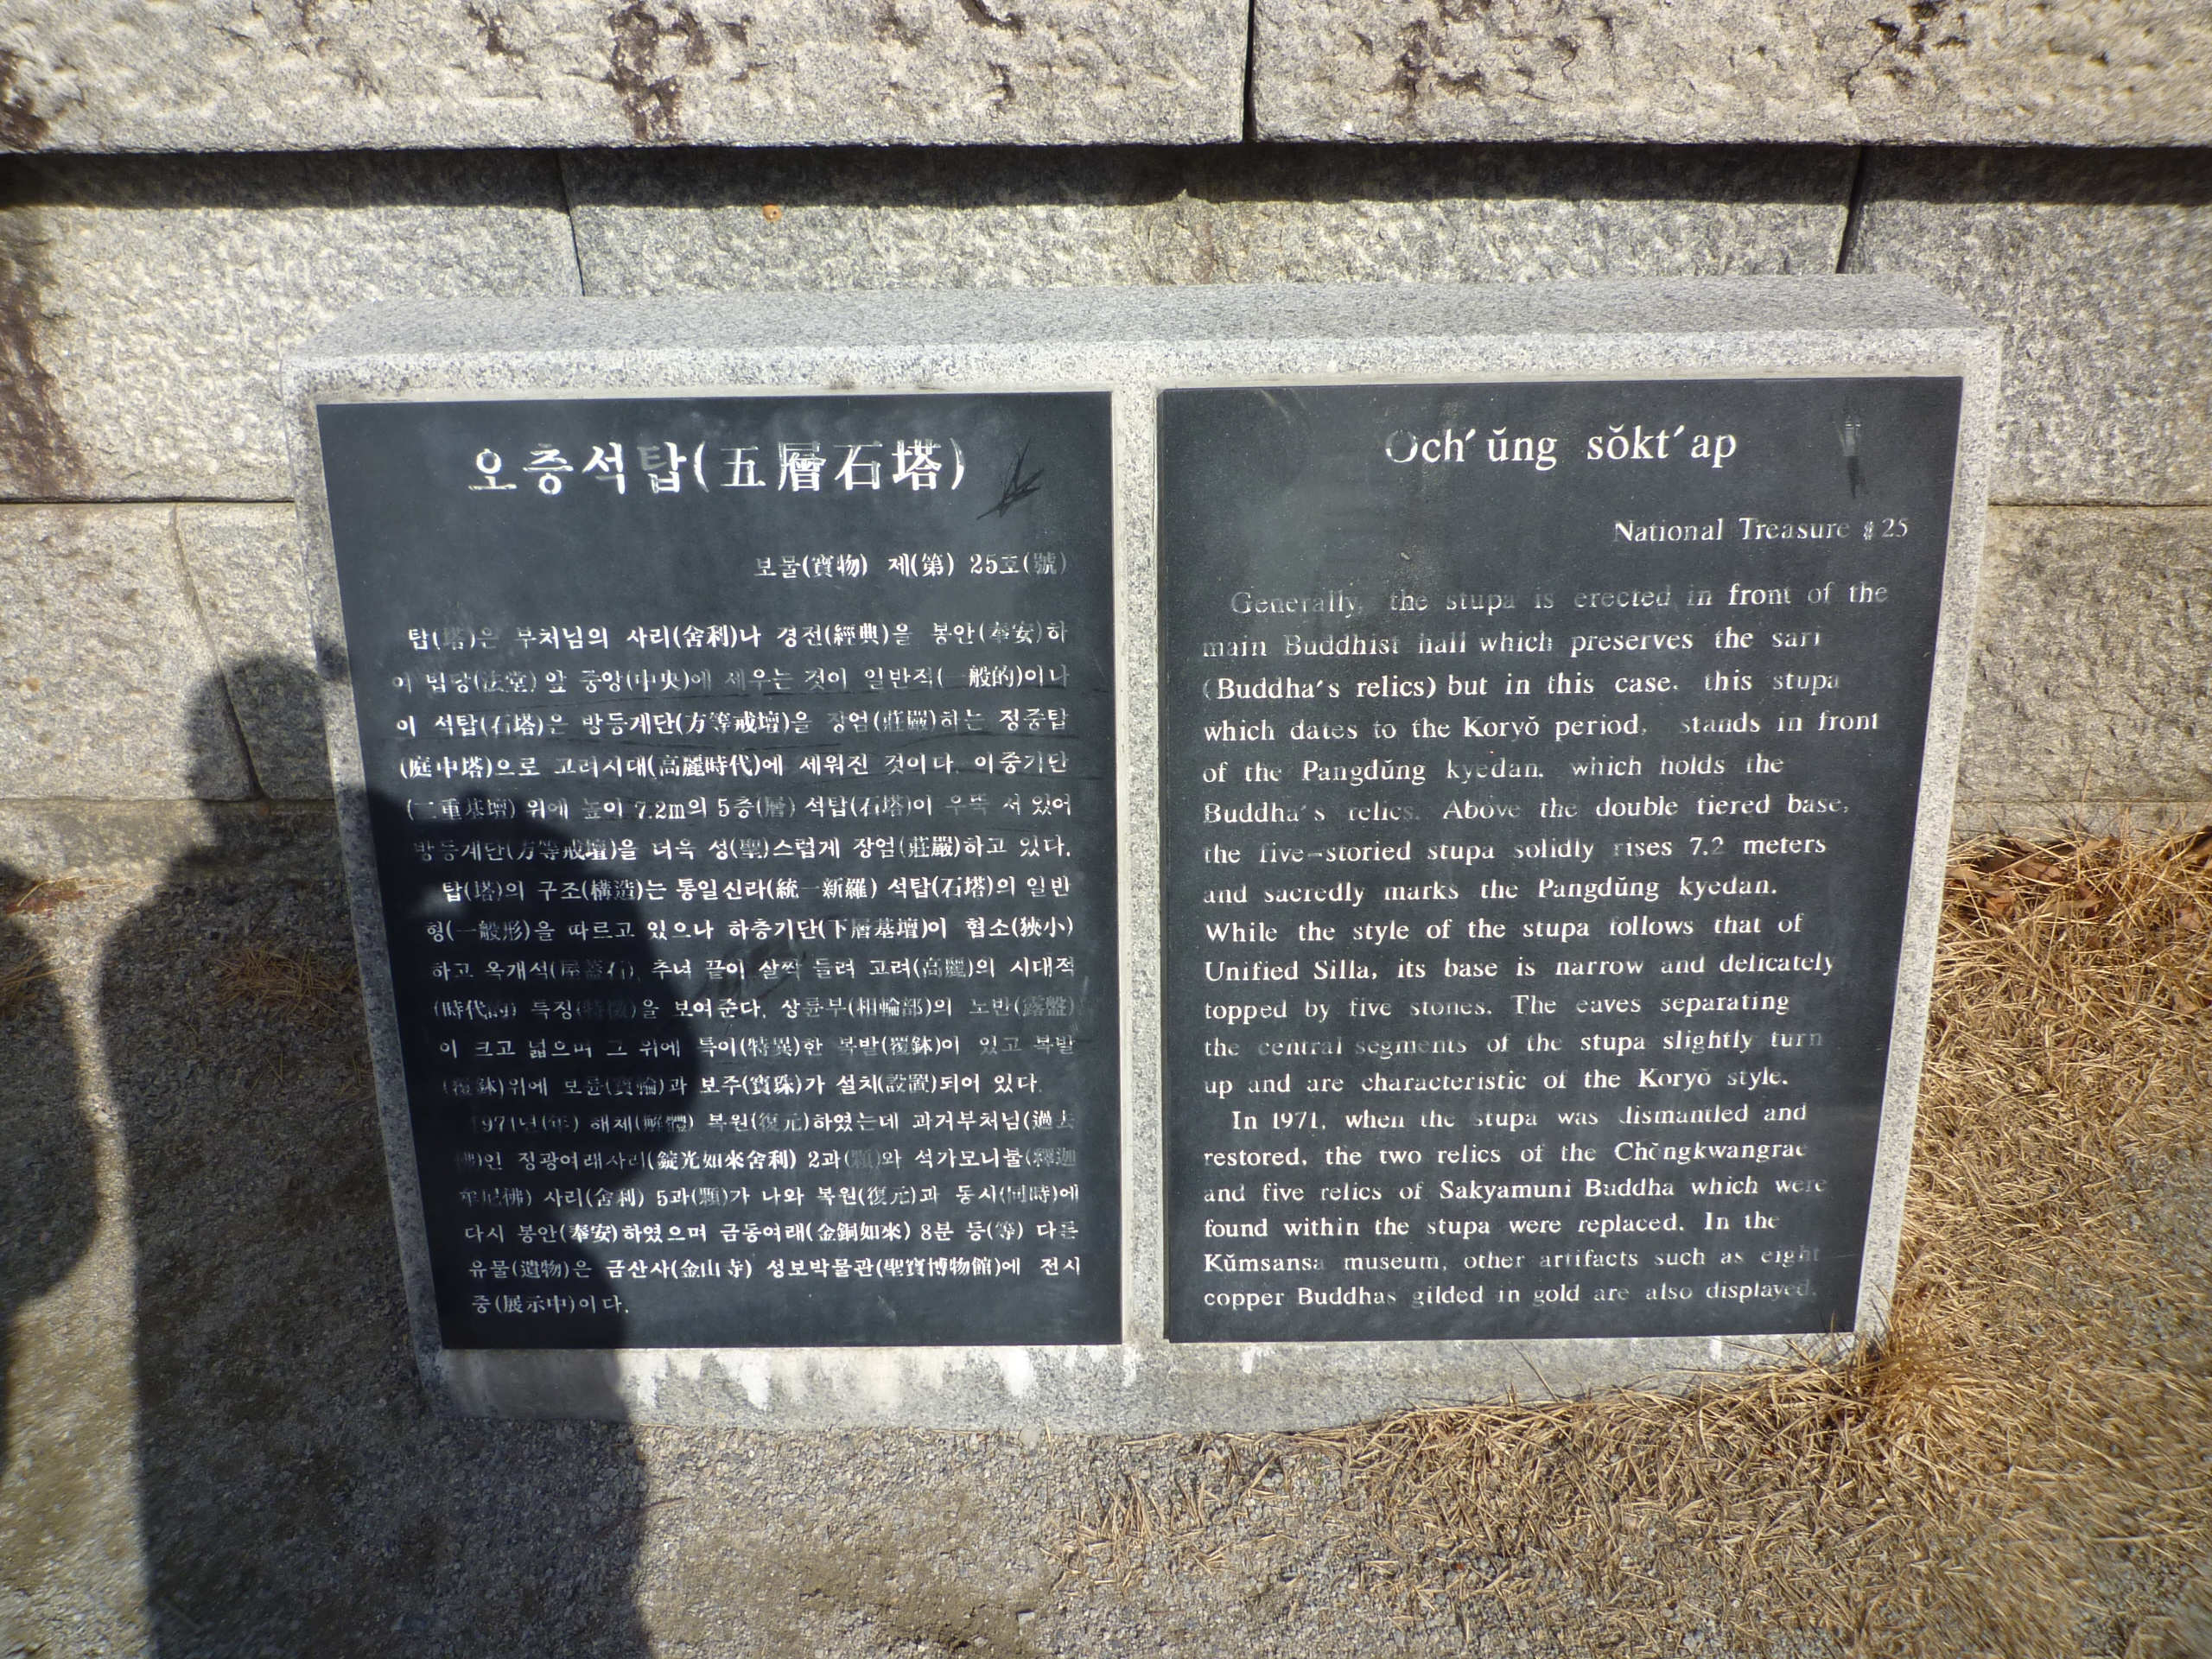 오층석탑(五層石塔)
보물(寶物) 제(第) 25호(號)
탑(塔)은 부처님의 사리(舍利)나 경전(經典)을 봉안(奉安)하
여 법당(法堂) 앞 중앙(中央)에 세우는 것이 일반적(一般的)이나
이 석탑(石塔)은 방등계단(方等戒壇)을 장엄(莊嚴)하는 정중탑
(庭中塔)으로 고려시대(高麗時代)에 세워진 것이다. 이중기단
(二重基壇) 위에 높이 7.2m의 5층(層) 석탑(石塔)이 우뚝 서 있어
방등계단(方等戒壇)을 더욱 성(聖)스럽게 장엄(莊嚴)하고 있다.
탑(塔)의 구조(構造)는 통일신라(統一新羅) 석탑(石塔)의 일반
형(一般形)을 따르고 있으나 하층기단(下層基壇)이 협소(狹小)
하고 옥개석(屋蓋石), 추녀 끝이 살짝 들려 고려(高麗)의 시대적
(時代的) 특징(特徵)을 보여준다. 상륜부(相輪部)의 노반(露盤)
이 크고 넓으며 그 위에 특이(特異)한 복발(覆鉢)이 있고 복발
(覆鉢)위에 보륜(寶輪)과 보주(寶珠)가 설치(設置)되어 있다.
1971년(年) 해체(解體) 복원(復元)하였는데 과거부처님(過去
佛)인 정광여래사리(錠光如來舍利) 2과(顆)와 석가모니불(釋迦
牟尼佛) 사리(舍利) 5과(顆)가 나와 복원(復元)과 동시(同時)에
다시 봉안(奉安)하였으며 금동여래(金銅如來) 8분 등(等) 다른
유물(遺物)은 금산사(金山寺) 성보박물관(聖寶博物館)에 전시
중(展示中)이다.
Och´ŭng sŏkt´ap
National Treasure #25
Generally, the stupa is erected in front of the
main Buddhist hall which preserves the sari
(Buddha's relics) but in this case, this stupa
which dates to the Koryŏ period, stands in front
of the Pangdŭng kyedan, which holds the
Buddha's relics. Above the double tiered base,
the five-storied stupa solidly rises 7.2 meters
and sacredly marks the Pangdŭng kyedan.
While the style of the stupa follows that of
Unified Silla, its base is narrow and delicately
topped by five stones. The eaves separating
the central segments of the stupa slightly turn
up and are characteristic of the Koryŏ style.
In 1971, when the stupa was dismantled and
restored, the two relics of the Chŏngkwangrae
and five relics of Sakyamuni Buddha which were
found within the stupa were replaced. In the
Kŭmsansa museum, other artifacts such as eight
copper Buddhas gilded in gold are also displayed.